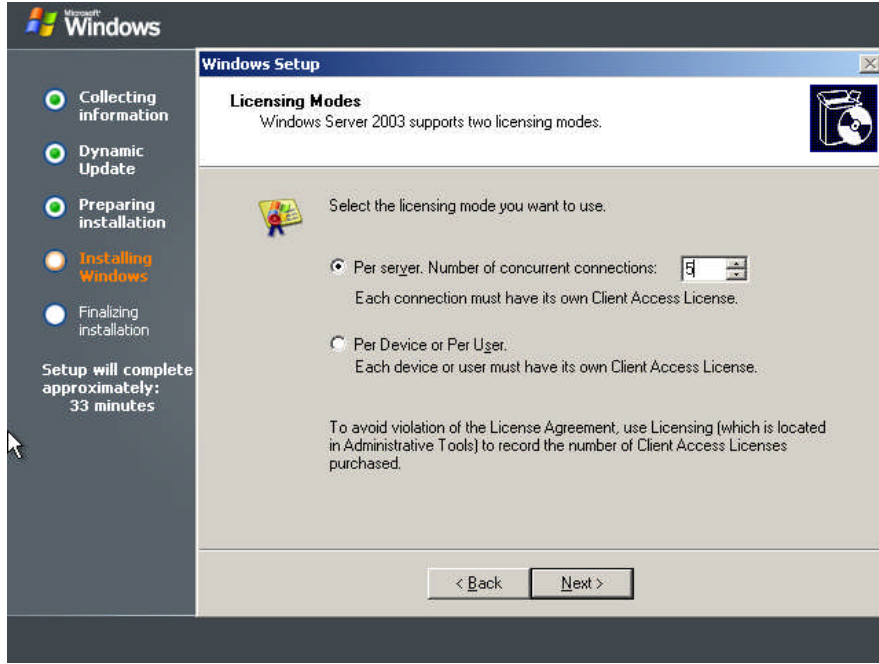 Microsoft
Windows
Collecting
information
Dynamic
Update
Preparing
installation
Installing
Windows
Finalizing
installation
Setup will complete
approximately:
33 minutes
Windows Setup
Licensing Modes
Windows Server 2003 supports two licensing modes.
Select the licensing mode you want to use.
Per server. Number of concurrent connections: 5
Each connection must have its own Client Access License.
Per Device or Per User.
Each device or user must have its own Client Access License.
To avoid violation of the License Agreement, use Licensing (which is located
in Administrative Tools) to record the number of Client Access Licenses
purchased.
< Back Next >